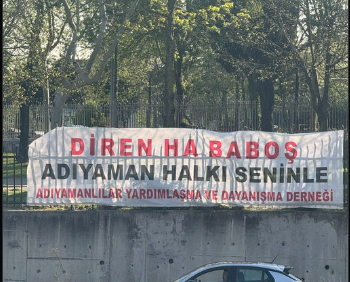 DİREN HA BABOŞ
ADIYAMAN HALKI SENİNLE
ADIYAMANLILAR YARDIMLAŞMA VE DAYANIŞMA DERNEĞİ